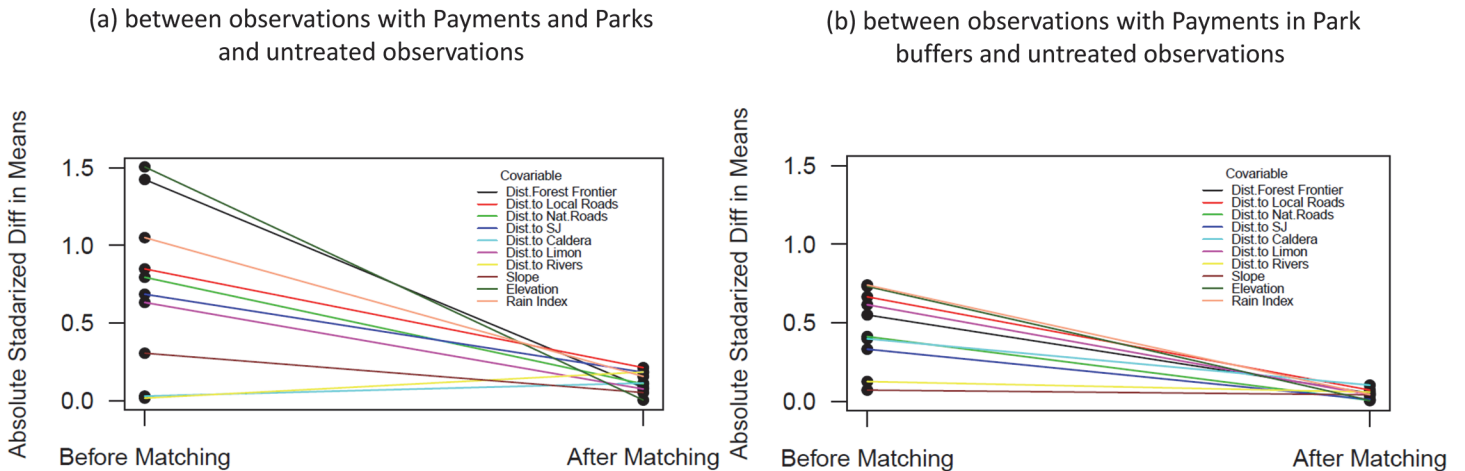 (a) between observations with Payments and Parks
and untreated observations
Absolute Stadarized Diff in Means
1.5
1.0
0.5
0.0
Covariable
Dist.Forest Frontier
Dist.to Local Roads
Dist.to Nat.Roads
Dist.to SJ
Dist.to Caldera
Dist.to Limon
Dist.to Rivers
Slope
Elevation
Rain Index
Before Matching
After Matching
(b) between observations with Payments in Park
buffers and untreated observations
Absolute Stadarized Diff in Means
1.5
1.0
0.5
0.0
Covariable
Dist.Forest Frontier
Dist.to Local Roads
Dist.to Nat.Roads
Dist.to SJ
Dist.to Caldera
Dist.to Limon
Dist.to Rivers
Slope
Elevation
Rain Index
Before Matching
After Matching